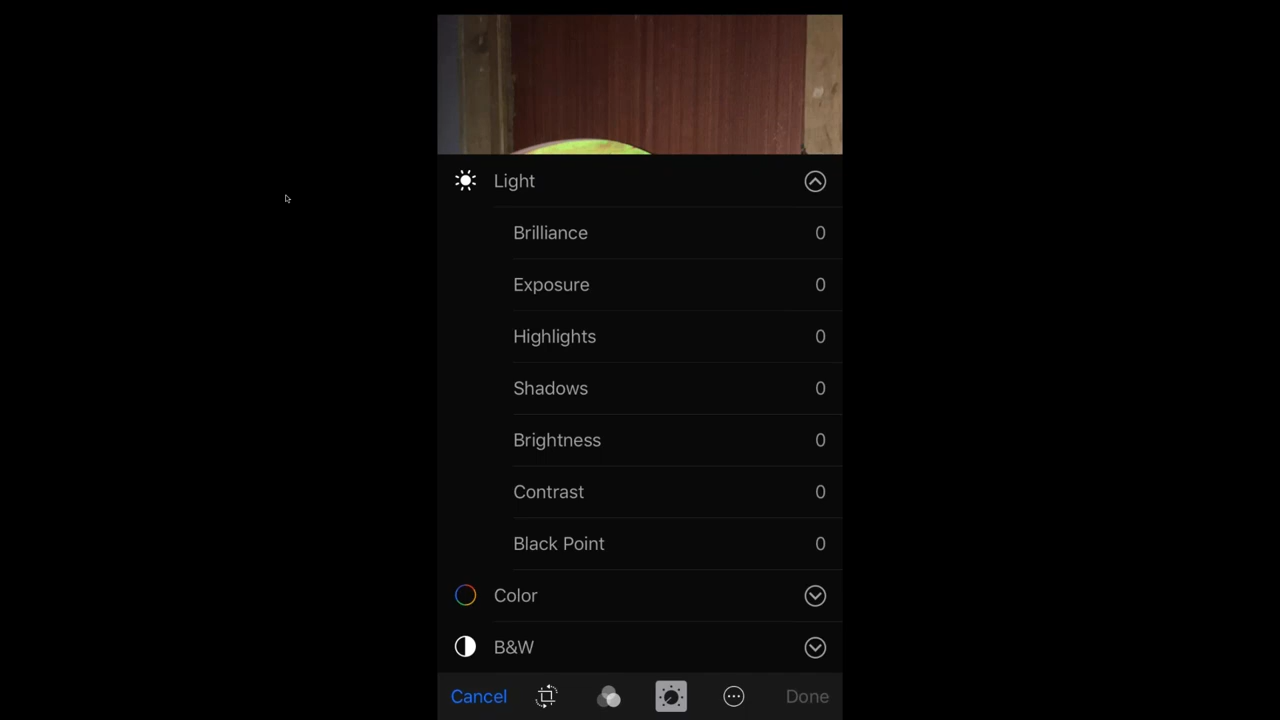 Light
Brilliance 0
Exposure 0
Highlights 0
Shadows 0
Brightness 0
Contrast 0
Black Point 0
Color
B&W
Cancel Done